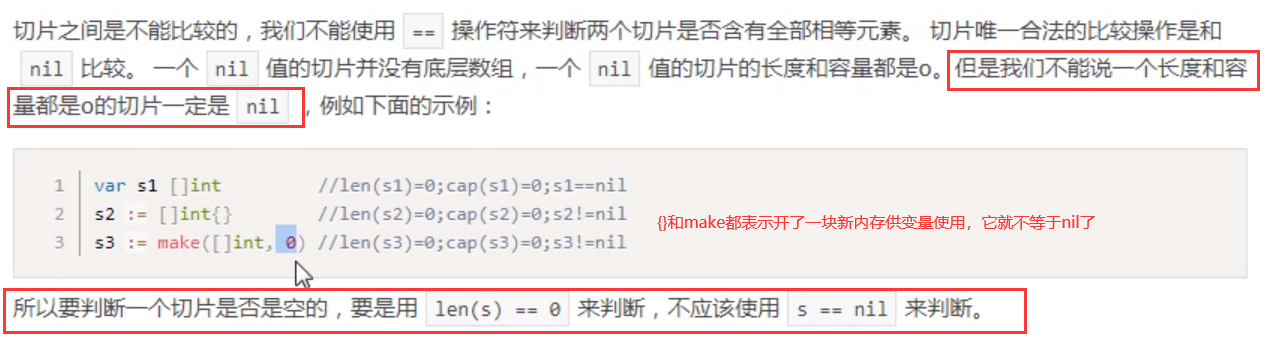 切片之间是不能比较的，我们不能使用 == 操作符来判断两个切片是否含有全部相等元素。 切片唯一合法的比较操作是和
nil 比较。 一个 nil 值的切片并没有底层数组，一个 nil 值的切片的长度和容量都是0。但是我们不能说一个长度和容
量都是0的切片一定是 nil ，例如下面的示例：
1 var s1 []int //len(s1)=0;cap(s1)=0;s1==nil
2 s2 := []int{} //len(s2)=0;cap(s2)=0;s2!=nil
3 s3 := make([]int, 0) //len(s3)=0;cap(s3)=0;s3!=nil
{}和make都表示开了一块新内存供变量使用，它就不等于nil了
所以要判断一个切片是否是空的，要是用 len(s) == 0 来判断，不应该使用 s == nil 来判断。